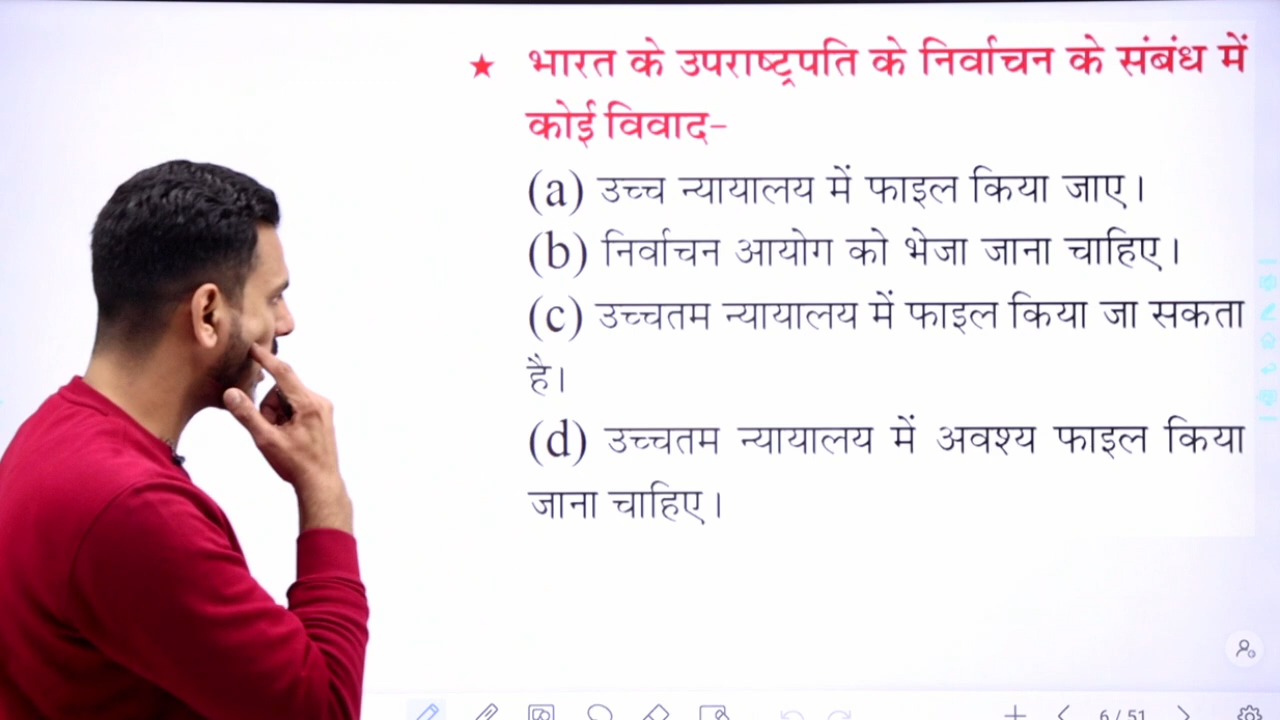 ★ भारत के उपराष्ट्रपति के निर्वाचन के संबंध में
कोई विवाद-
(a) उच्च न्यायालय में फाइल किया जाए।
(b) निर्वाचन आयोग को भेजा जाना चाहिए।
(c) उच्चतम न्यायालय में फाइल किया जा सकता
है।
(d) उच्चतम न्यायालय में अवश्य फाइल किया
जाना चाहिए।
6 / 51